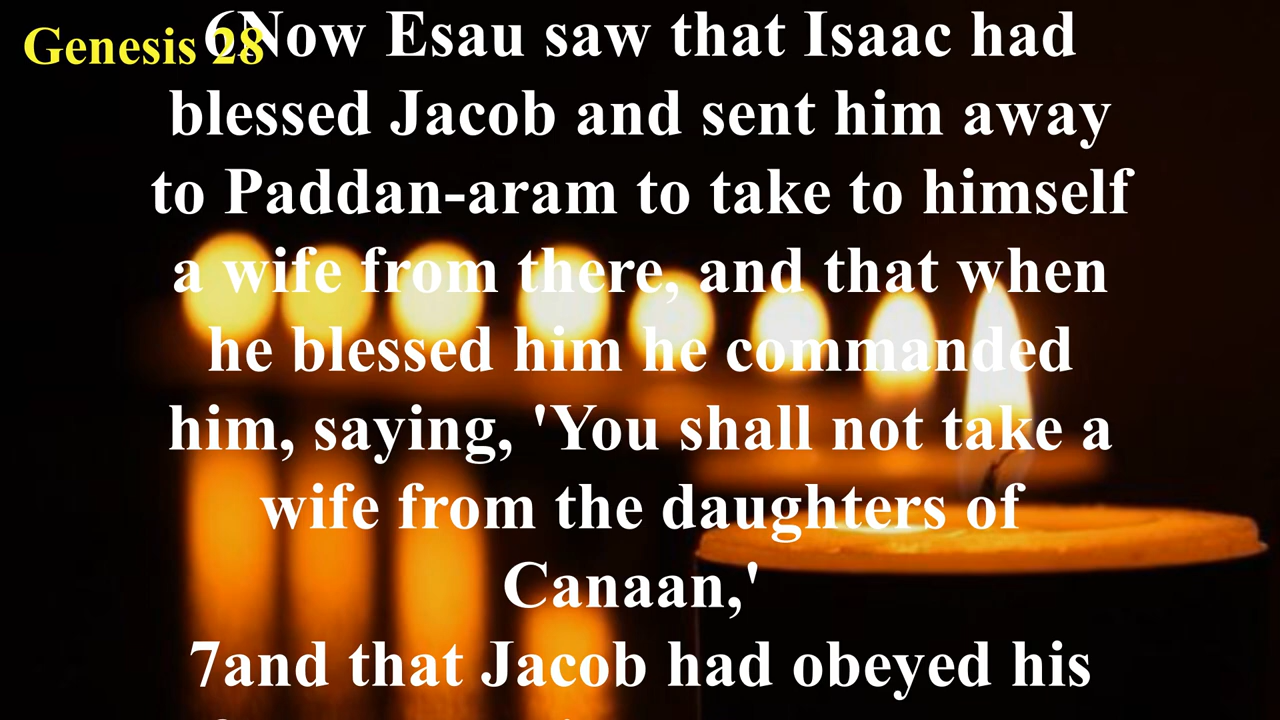 Genesis 28
6Now Esau saw that Isaac had
blessed Jacob and sent him away
to Paddan-aram to take to himself
a wife from there, and that when
he blessed him he commanded
him, saying, 'You shall not take a
wife from the daughters of
Canaan,'
7and that Jacob had obeyed his